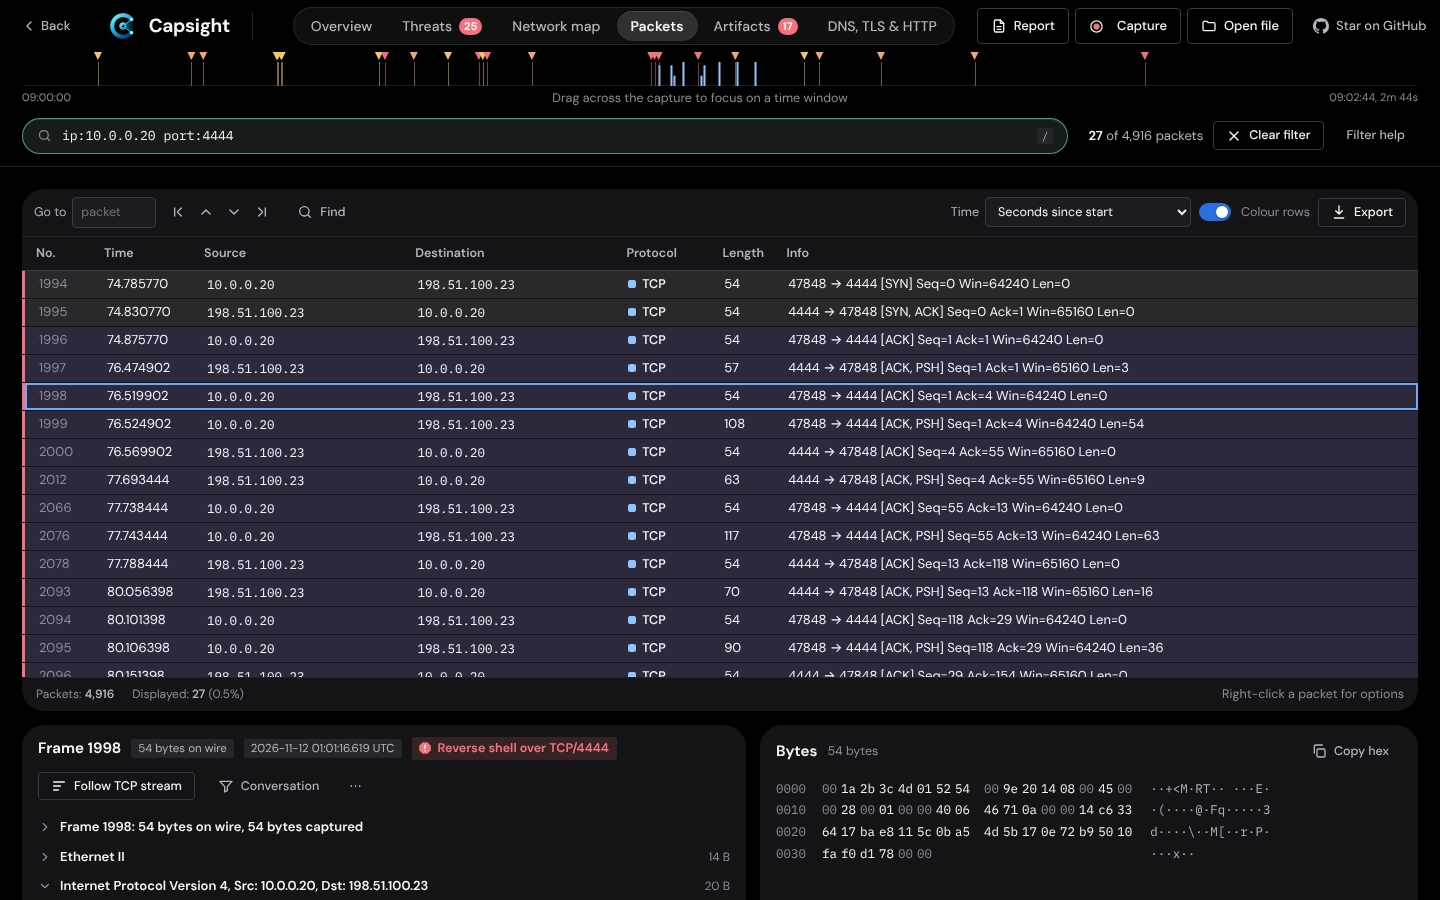 Back
Capsight
Overview
Threats 25
Network map
Packets
Artifacts 17
DNS, TLS & HTTP
Report
Capture
Open file
Star on GitHub
09:00:00
Drag across the capture to focus on a time window
09:02:44, 2m 44s
ip:10.0.0.20 port:4444
/
27 of 4,916 packets
Clear filter
Filter help
Go to packet
Find
Time Seconds since start
Colour rows
Export
No. Time Source Destination Protocol Length Info
1994 74.785770 10.0.0.20 198.51.100.23 TCP 54 47848 → 4444 [SYN] Seq=0 Win=64240 Len=0
1995 74.830770 198.51.100.23 10.0.0.20 TCP 54 4444 → 47848 [SYN, ACK] Seq=0 Ack=1 Win=65160 Len=0
1996 74.875770 10.0.0.20 198.51.100.23 TCP 54 47848 → 4444 [ACK] Seq=1 Ack=1 Win=64240 Len=0
1997 76.474902 198.51.100.23 10.0.0.20 TCP 57 4444 → 47848 [ACK, PSH] Seq=1 Ack=1 Win=65160 Len=3
1998 76.519902 10.0.0.20 198.51.100.23 TCP 54 47848 → 4444 [ACK] Seq=1 Ack=4 Win=64240 Len=0
1999 76.524902 10.0.0.20 198.51.100.23 TCP 108 47848 → 4444 [ACK, PSH] Seq=1 Ack=4 Win=64240 Len=54
2000 76.569902 198.51.100.23 10.0.0.20 TCP 54 4444 → 47848 [ACK] Seq=4 Ack=55 Win=65160 Len=0
2012 77.693444 198.51.100.23 10.0.0.20 TCP 63 4444 → 47848 [ACK, PSH] Seq=4 Ack=55 Win=65160 Len=9
2066 77.738444 10.0.0.20 198.51.100.23 TCP 54 47848 → 4444 [ACK] Seq=55 Ack=13 Win=64240 Len=0
2076 77.743444 10.0.0.20 198.51.100.23 TCP 117 47848 → 4444 [ACK, PSH] Seq=55 Ack=13 Win=64240 Len=63
2078 77.788444 198.51.100.23 10.0.0.20 TCP 54 4444 → 47848 [ACK] Seq=13 Ack=118 Win=65160 Len=0
2093 80.056398 198.51.100.23 10.0.0.20 TCP 70 4444 → 47848 [ACK, PSH] Seq=13 Ack=118 Win=65160 Len=16
2094 80.101398 10.0.0.20 198.51.100.23 TCP 54 47848 → 4444 [ACK] Seq=118 Ack=29 Win=64240 Len=0
2095 80.106398 10.0.0.20 198.51.100.23 TCP 90 47848 → 4444 [ACK, PSH] Seq=118 Ack=29 Win=64240 Len=36
2096 80.151398 198.51.100.23 10.0.0.20 TCP 54 4444 → 47848 [ACK] Seq=29 Ack=154 Win=65160 Len=0
Packets: 4,916 Displayed: 27 (0.5%)
Right-click a packet for options
Frame 1998 54 bytes on wire 2026-11-12 01:01:16.619 UTC Reverse shell over TCP/4444
Follow TCP stream
Conversation
···
Frame 1998: 54 bytes on wire, 54 bytes captured
Ethernet II 14 B
Internet Protocol Version 4, Src: 10.0.0.20, Dst: 198.51.100.23 20 B
Bytes 54 bytes
Copy hex
0000 00 1a 2b 3c 4d 01 52 54 00 9e 20 14 08 00 45 00 ··+<M·RT·· ···E·
0010 00 28 00 01 00 00 40 06 46 71 0a 00 00 14 c6 33 ·(····@·Fq·····3
0020 64 17 ba e8 11 5c 0b a5 4d 5b 17 0e 72 b9 50 10 d····\··M[··r·P·
0030 fa f0 d1 78 00 00 ···x··